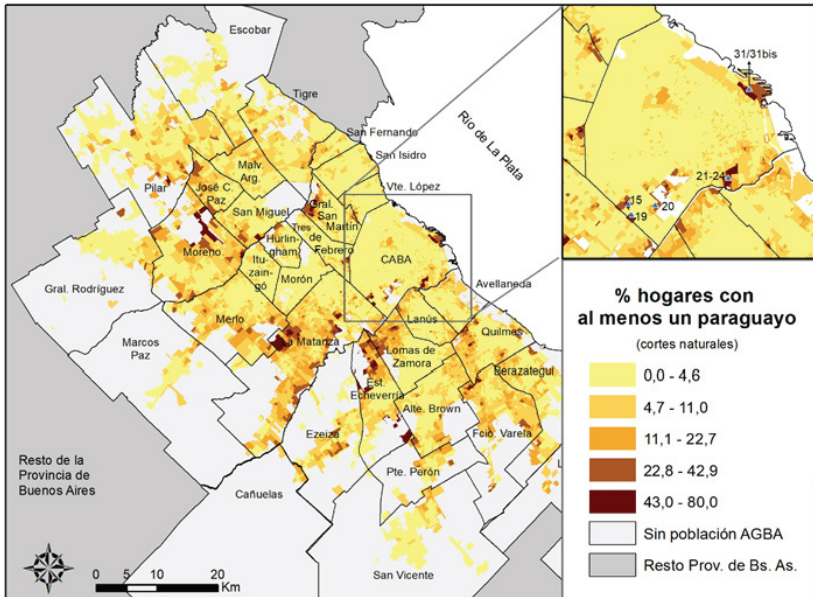 Escobar
Tigre
San Fernando
San Isidro
Río de La Plata
Vte. López
Malv.
Arg.
José C.
Paz
Pilar
San Miguel
Gral.
San
Martín
Tres
de
Febrero
Hurlin-
gham
Moreno
Itu-
zain-
gó
Morón
CABA
Avellaneda
Gral. Rodríguez
Merlo
Marcos
Paz
a Matanza
Lanús
Quilmes
Lomas de
Zamora
Berazategui
Est.
Echeverría
Alte. Brown
Ezeiza
Fcio. Varela
Pte. Perón
L
Resto de la
Provincia de
Buenos Aires
Cañuelas
San Vicente
0 5 10 20
Km
31/31bis
21-24
15
20
19
% hogares con
al menos un paraguayo
(cortes naturales)
0,0 - 4,6
4,7 - 11,0
11,1 - 22,7
22,8 - 42,9
43,0 - 80,0
Sin población AGBA
Resto Prov. de Bs. As.